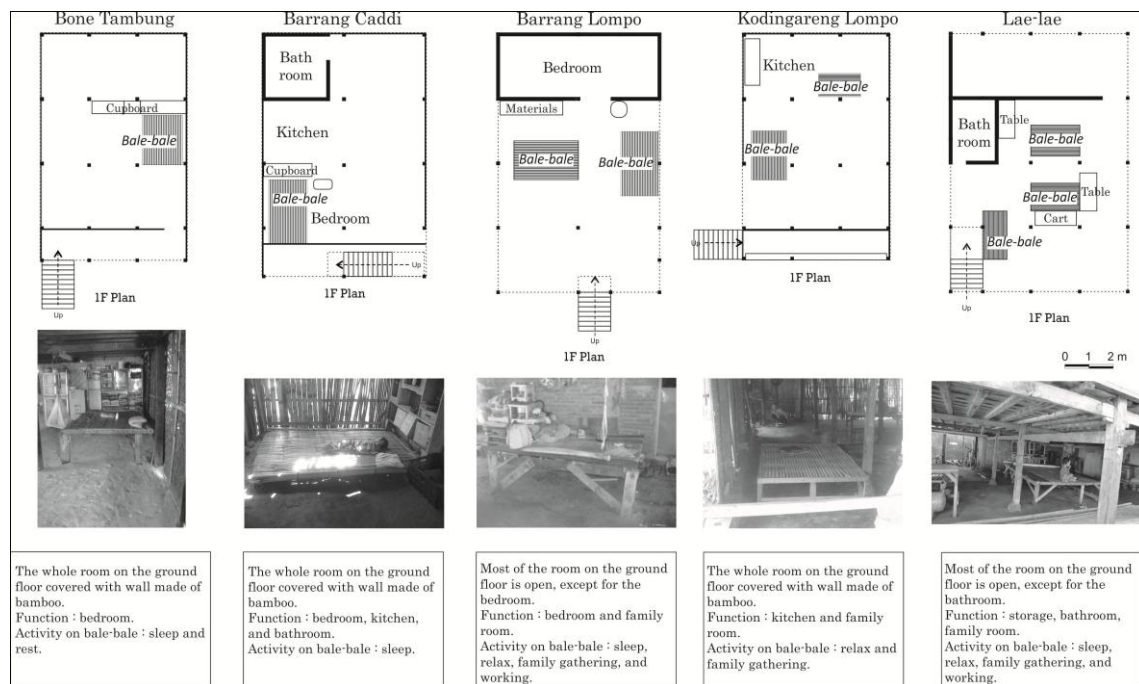 Bone Tambung
Barrang Caddi
Barrang Lompo
Kodingareng Lompo
Lae-lae
Cupboard
Bale-bale
Up
1F Plan
Bath
room
Kitchen
Cupboard
Bale-bale
Bedroom
Up
1F Plan
Bedroom
Materials
Bale-bale
Bale-bale
Up
1F Plan
Kitchen
Bale-bale
Bale-bale
Up
1F Plan
Bath
room
Table
Bale-bale
Table
Bale-bale
Cart
Bale-bale
Up
1F Plan
0 1 2 m
The whole room on the ground
floor covered with wall made of
bamboo.
Function : bedroom.
Activity on bale-bale : sleep and
rest.
The whole room on the ground
floor covered with wall made of
bamboo.
Function : bedroom, kitchen,
and bathroom.
Activity on bale-bale : sleep.
Most of the room on the ground
floor is open, except for the
bedroom.
Function : bedroom and family
room.
Activity on bale-bale : sleep,
relax, family gathering, and
working.
The whole room on the ground
floor covered with wall made of
bamboo.
Function : kitchen and family
room.
Activity on bale-bale : relax and
family gathering.
Most of the room on the ground
floor is open, except for the
bathroom.
Function : storage, bathroom,
family room.
Activity on bale-bale : sleep,
relax, family gathering, and
working.